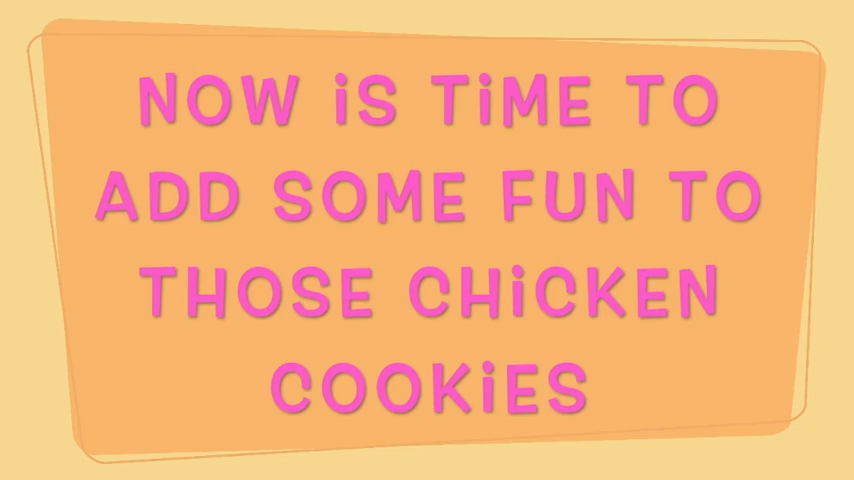 NOW iS TiME TO
ADD SOME FUN TO
THOSE CHiCKEN
COOKiES